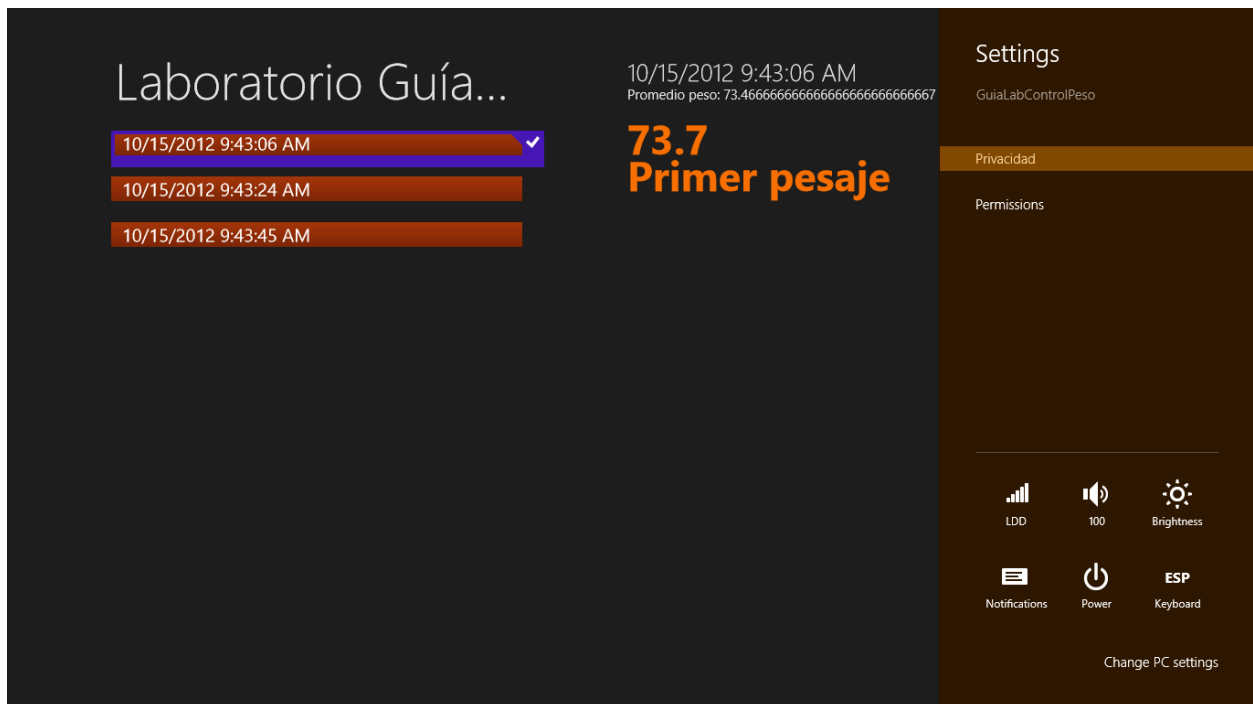 Laboratorio Guía...
10/15/2012 9:43:06 AM
10/15/2012 9:43:24 AM
10/15/2012 9:43:45 AM
10/15/2012 9:43:06 AM
Promedio peso: 73.466666666666666666666666667
73.7
Primer pesaje
Settings
GuiaLabControlPeso
Privacidad
Permissions
LDD
100
Brightness
ESP
Notifications
Power
Keyboard
Change PC settings